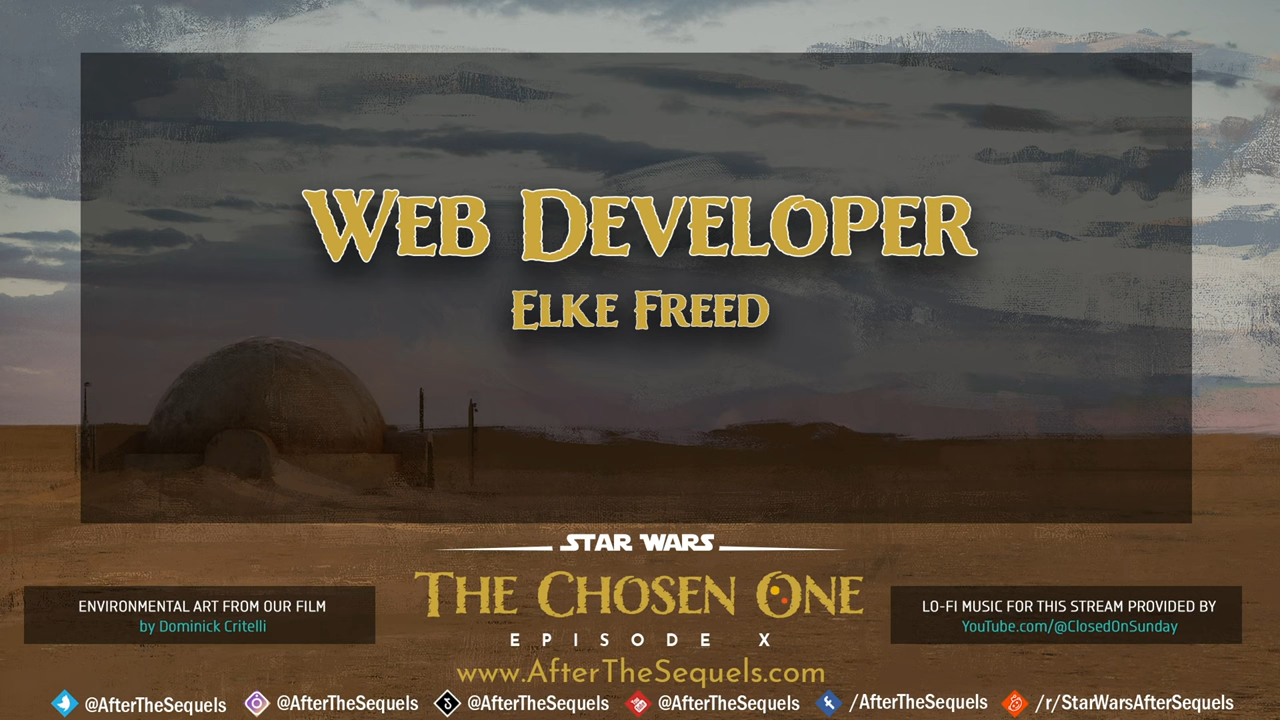 Web Developer
Elke Freed
STAR WARS
The Chosen One
EPISODE X
ENVIRONMENTAL ART FROM OUR FILM
by Dominick Critelli
LO-FI MUSIC FOR THIS STREAM PROVIDED BY
YouTube.com/@ClosedOnSunday
www.AfterTheSequels.com
@AfterTheSequels @AfterTheSequels @AfterTheSequels @AfterTheSequels /AfterTheSequels /r/StarWarsAfterSequels